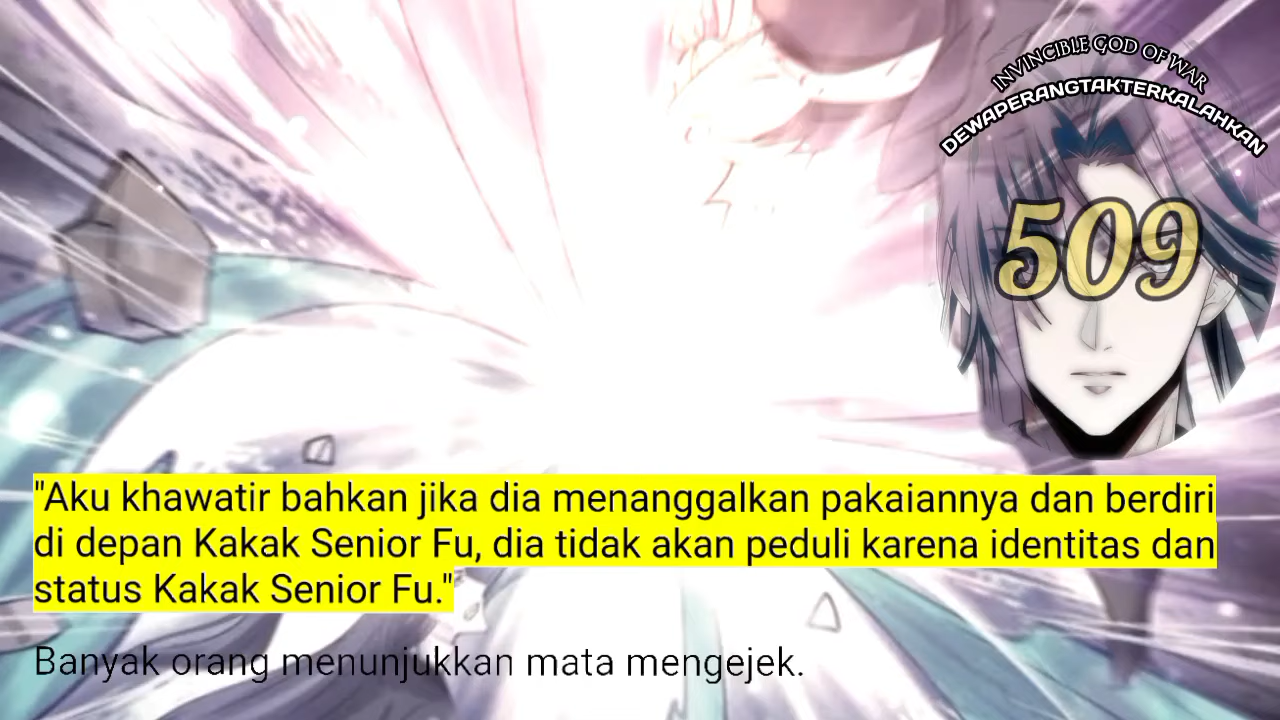 INVINCIBLE GOD OF WAR
DEWAPERANGTAKTERKALAHKAN
509
"Aku khawatir bahkan jika dia menanggalkan pakaiannya dan berdiri
di depan Kakak Senior Fu, dia tidak akan peduli karena identitas dan
status Kakak Senior Fu."
Banyak orang menunjukkan mata mengejek.